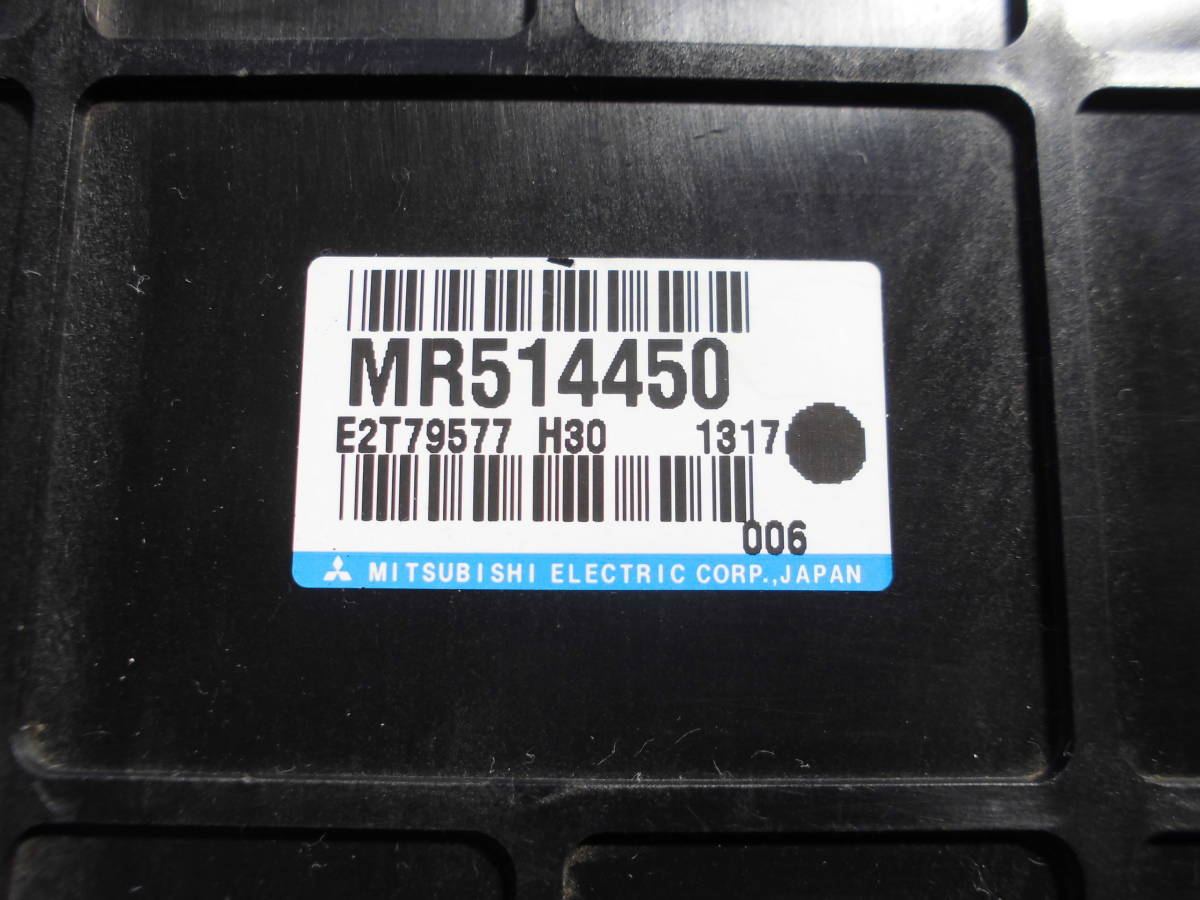 MR514450
E2T79577 H30 1317
006
MITSUBISHI ELECTRIC CORP.,JAPAN